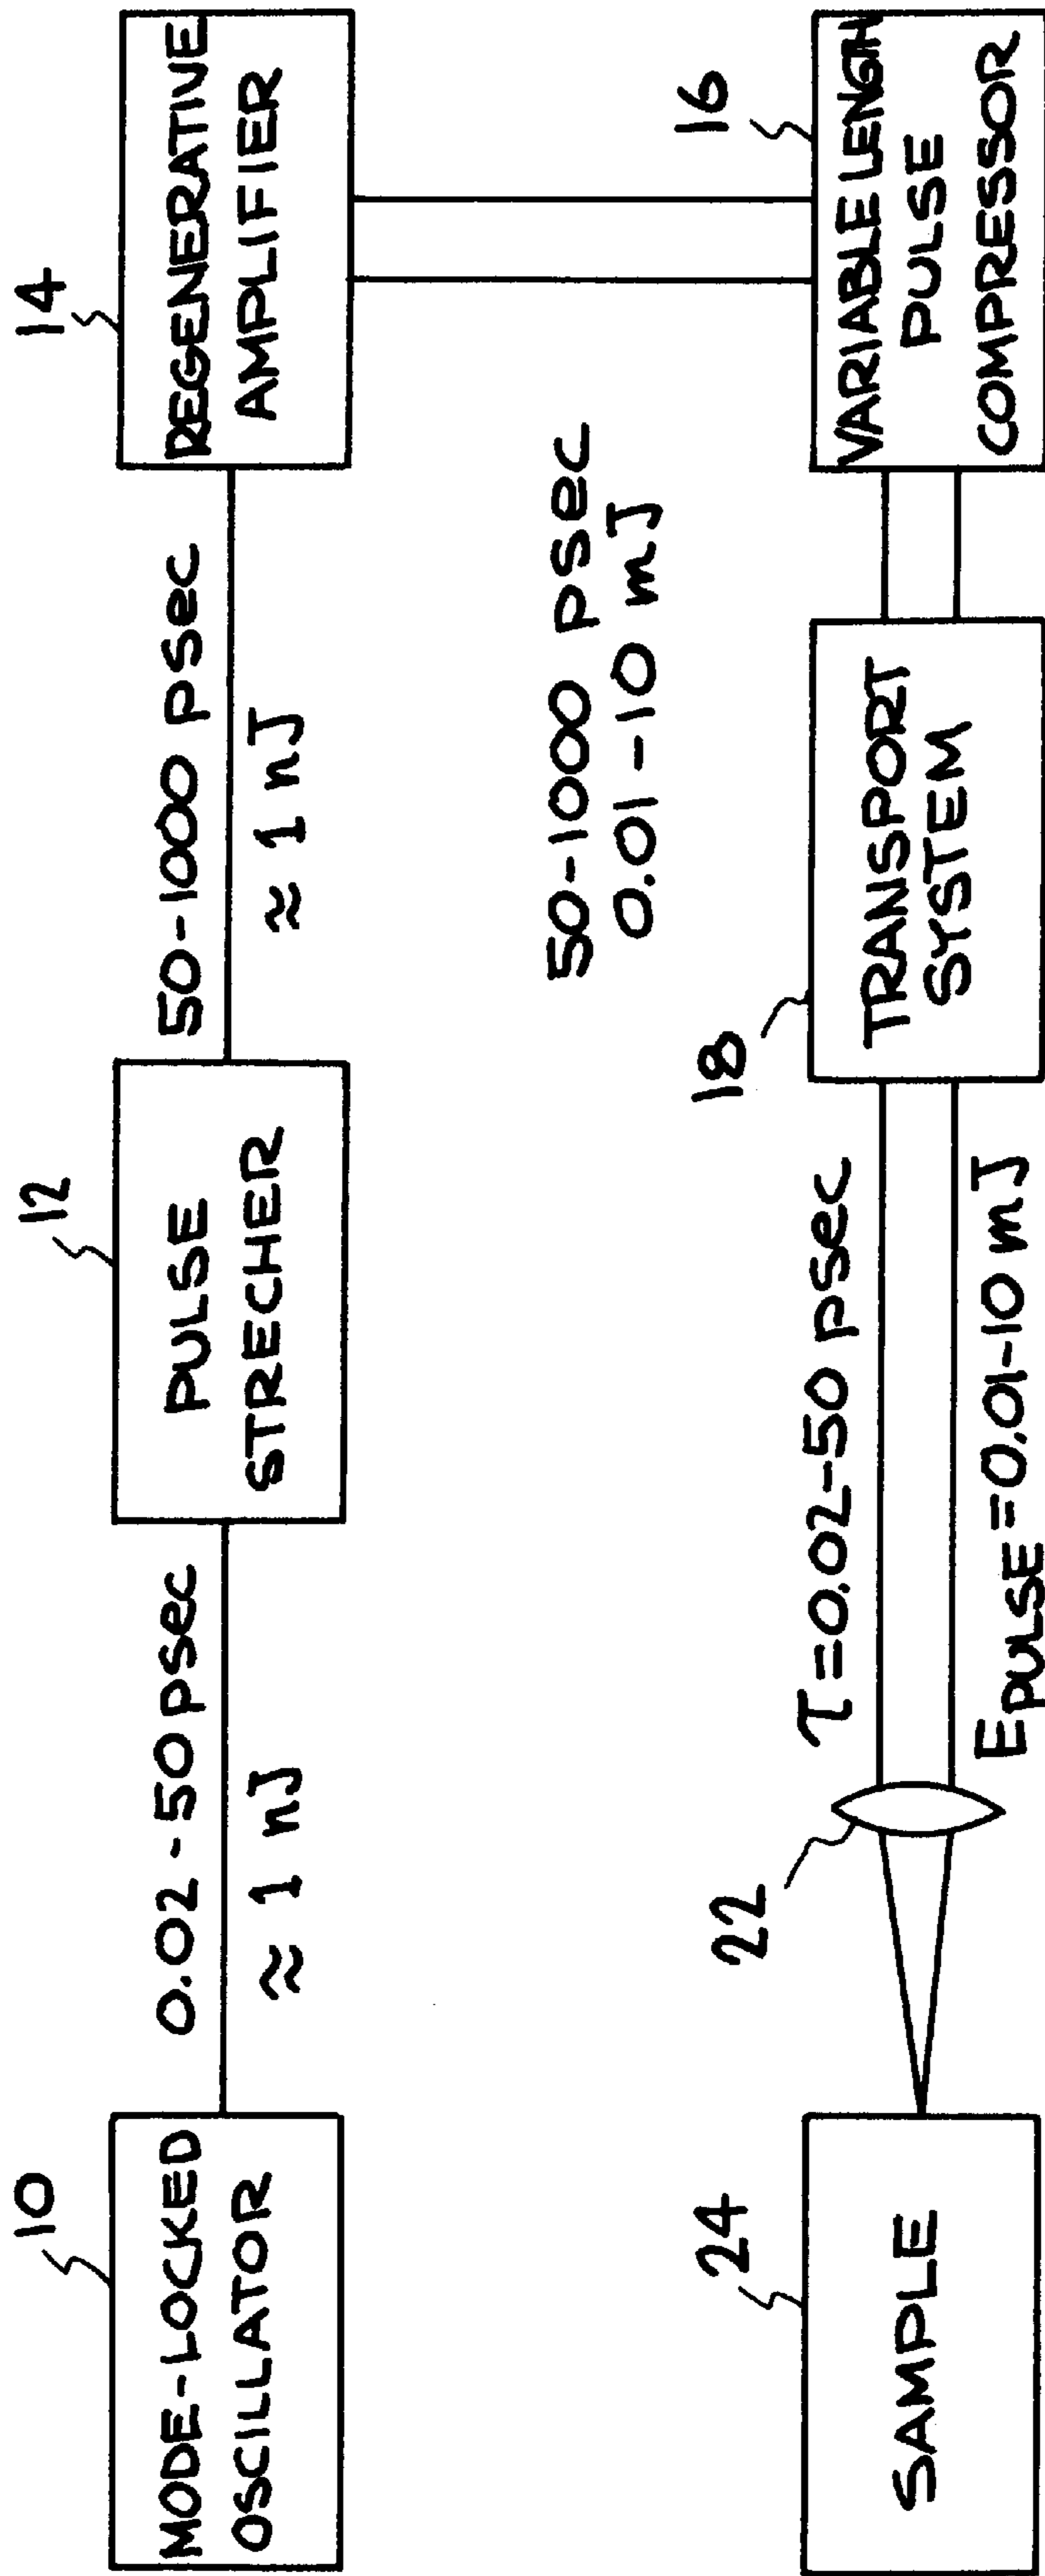 10
MODE-LOCKED
OSCILLATOR
0.02-50 psec
≈ 1 nJ
12
PULSE
STRECHER
50-1000 psec
≈ 1 nJ
14
REGENERATIVE
AMPLIFIER
50-1000 psec
0.01-10 mJ
16
VARIABLE LENGTH
PULSE
COMPRESSOR
18
TRANSPORT
SYSTEM
τ=0.02-50 psec
EPULSE=0.01-10 mJ
22
24
SAMPLE